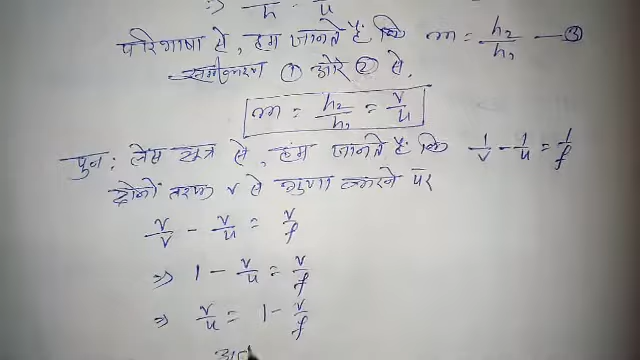 ⇒ h u
परिभाषा से, हम जानते हैं कि m = h₂/h₁ — ③
समीकरण ① और ② से,
m = h₂/h₁ = v/u
पुन: लेंस सूत्र से, हम जानते हैं कि 1/v - 1/u = 1/f
दोनों तरफ v से गुणा करने पर
v/v - v/u = v/f
⇒ 1 - v/u = v/f
⇒ v/u = 1 - v/f